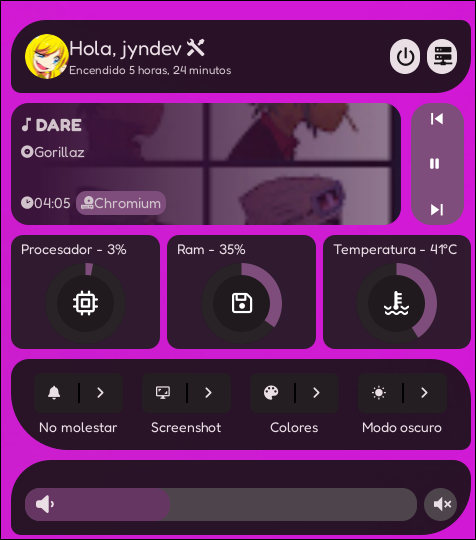 Hola, jyndev
Encendido 5 horas, 24 minutos
DARE
Gorillaz
04:05 Chromium
Procesador - 3% Ram - 35% Temperatura - 41°C
No molestar Screenshot Colores Modo oscuro